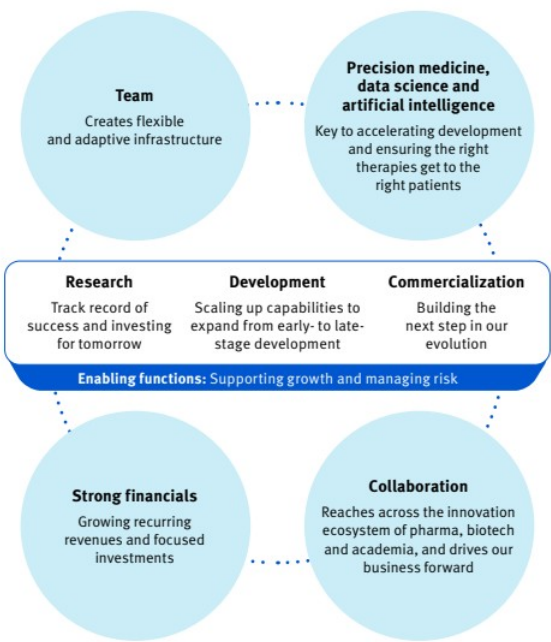 Team
Creates flexible
and adaptive infrastructure
Precision medicine,
data science and
artificial intelligence
Key to accelerating development
and ensuring the right
therapies get to the
right patients
Research
Track record of
success and investing
for tomorrow
Development
Scaling up capabilities to
expand from early- to late-
stage development
Commercialization
Building the
next step in our
evolution
Enabling functions: Supporting growth and managing risk
Strong financials
Growing recurring
revenues and focused
investments
Collaboration
Reaches across the innovation
ecosystem of pharma, biotech
and academia, and drives our
business forward